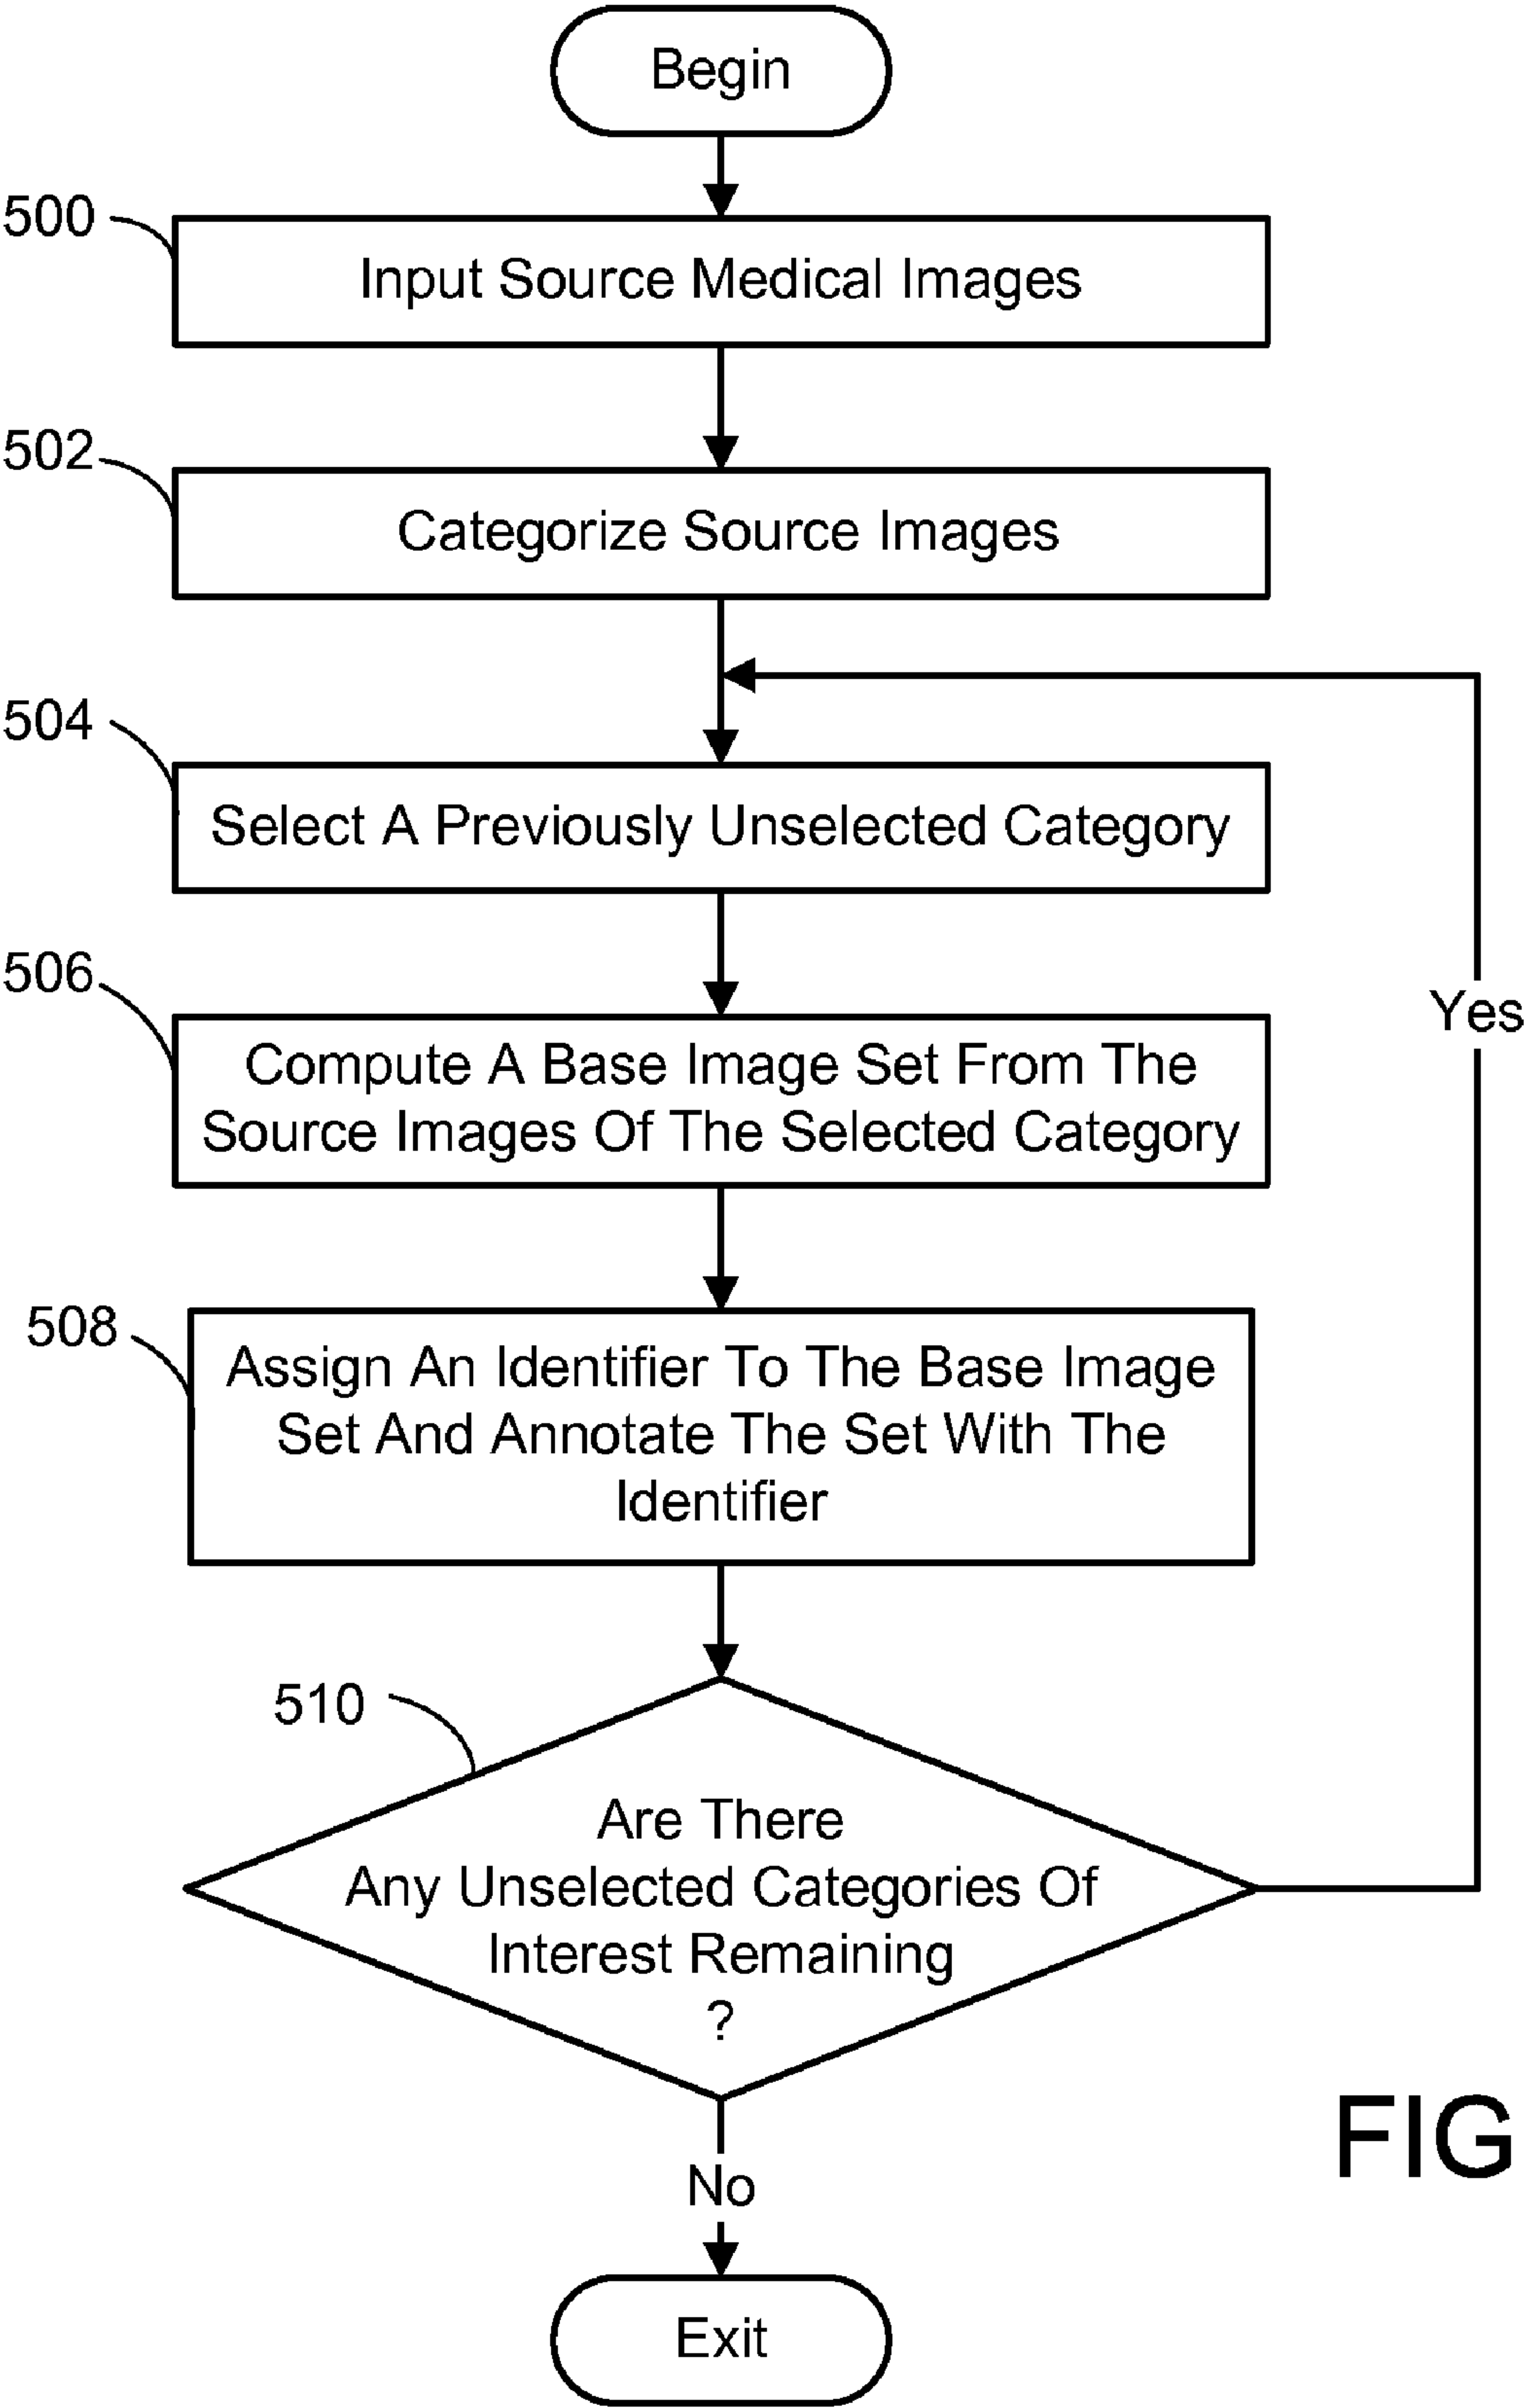 Begin
500
Input Source Medical Images
502
Categorize Source Images
504
Select A Previously Unselected Category
506
Compute A Base Image Set From The
Source Images Of The Selected Category
Yes
508
Assign An Identifier To The Base Image
Set And Annotate The Set With The
Identifier
510
Are There
Any Unselected Categories Of
Interest Remaining
?
No
FIG
Exit